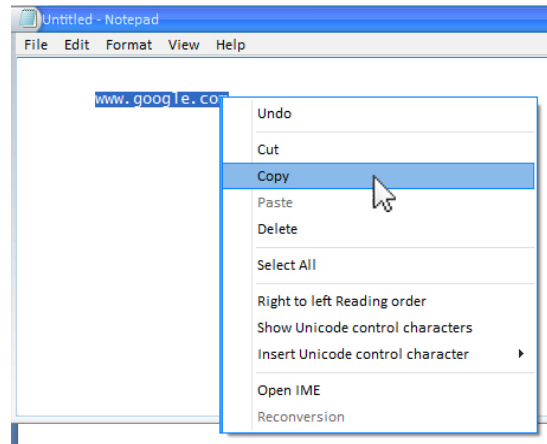 Untitled - Notepad
File Edit Format View Help
www.google.com
Undo
Cut
Copy
Paste
Delete
Select All
Right to left Reading order
Show Unicode control characters
Insert Unicode control character
Open IME
Reconversion